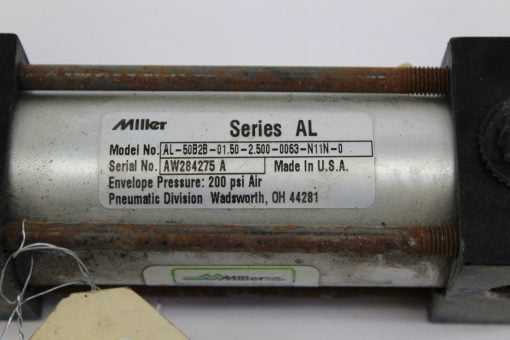 Miller Series AL
Model No. AL-50B2B-01.50-2.500-0063-N11N-0
Serial No. AW284275 A Made In U.S.A.
Envelope Pressure: 200 psi Air
Pneumatic Division Wadsworth, OH 44281
Miller